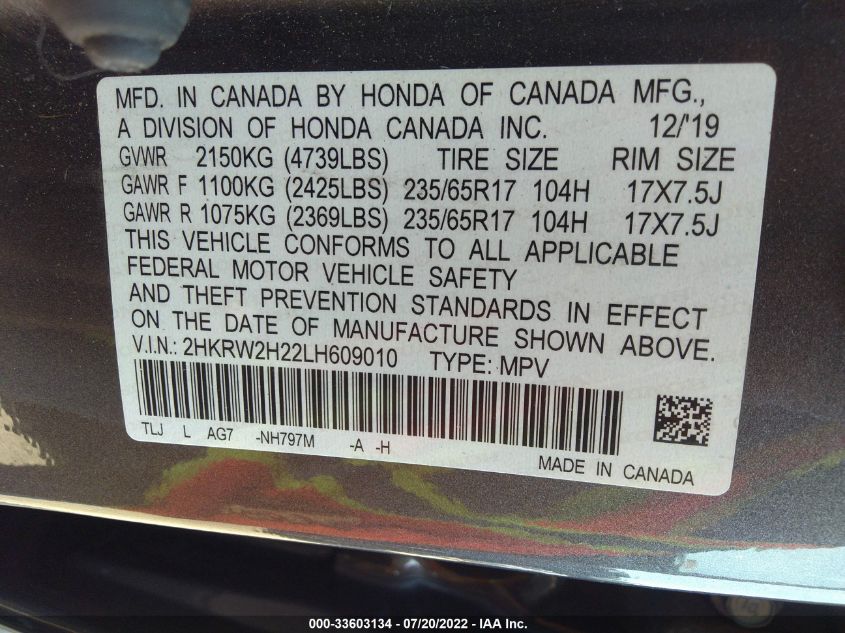 MFD. IN CANADA BY HONDA OF CANADA MFG.,
A DIVISION OF HONDA CANADA INC. 12/'19
GVWR 2150KG (4739LBS) TIRE SIZE RIM SIZE
GAWR F 1100KG (2425LBS) 235/65R17 104H 17X7.5J
GAWR R 1075KG (2369LBS) 235/65R17 104H 17X7.5J
THIS VEHICLE CONFORMS TO ALL APPLICABLE
FEDERAL MOTOR VEHICLE SAFETY
AND THEFT PREVENTION STANDARDS IN EFFECT
ON THE DATE OF MANUFACTURE SHOWN ABOVE.
V.I.N.: 2HKRW2H22LH609010 TYPE: MPV
TLJ L AG7 -NH797M -A -H
MADE IN CANADA
000-33603134 - 07/20/2022 - IAA Inc.